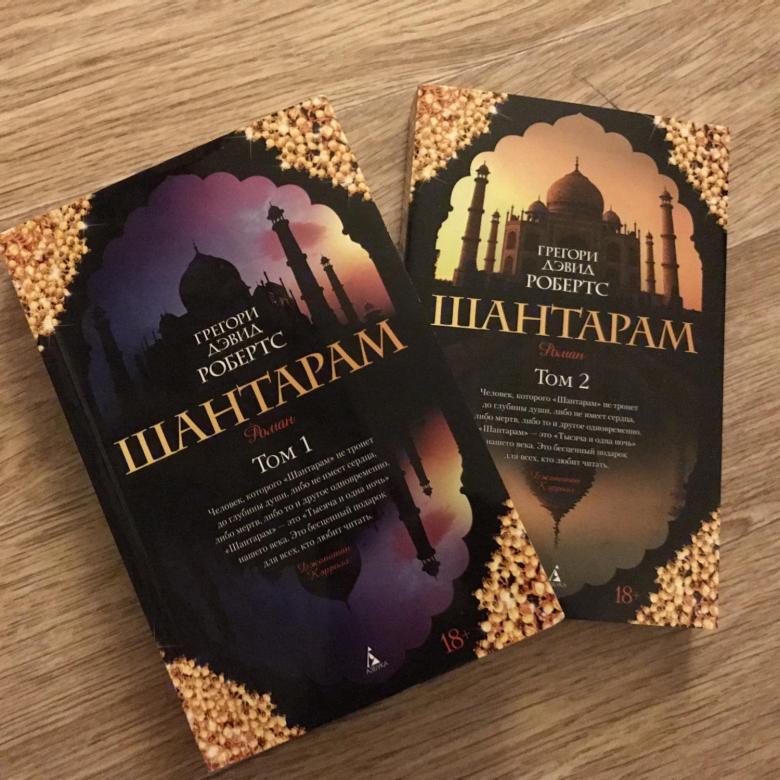 ГРЕГОРИ
ДЭВИД
РОБЕРТС
ШАНТАРАМ
Роман
Том 1
Человек, которого «Шантарам» не тронет
до глубины души, либо не имеет сердца,
либо мертв, либо то и другое одновременно.
«Шантарам» — это «Тысяча и одна ночь»
нашего века. Это бесценный подарок
для всех, кто любит читать.
Джонатан
Кэрролл
АЗБУКА
18+
ГРЕГОРИ
ДЭВИД
РОБЕРТС
ШАНТАРАМ
Роман
Том 2
Человек, которого «Шантарам» не тронет
до глубины души, либо не имеет сердца,
либо мертв, либо то и другое одновременно.
«Шантарам» — это «Тысяча и одна ночь»
нашего века. Это бесценный подарок
для всех, кто любит читать.
Джонатан
Кэрролл
18+